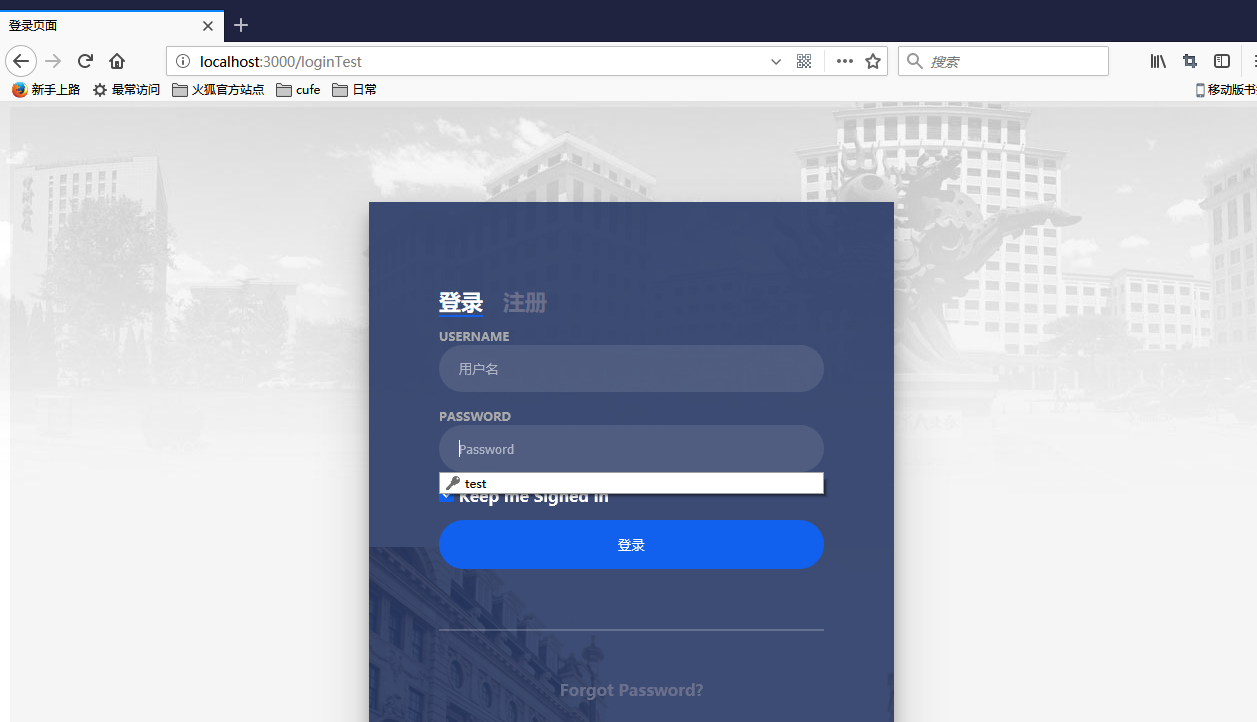 登录页面
localhost:3000/loginTest
搜索
新手上路 最常访问 火狐官方站点 cufe 日常 移动版书
登录 注册
USERNAME
用户名
PASSWORD
Password
test
Keep me Signed in
登录
Forgot Password?